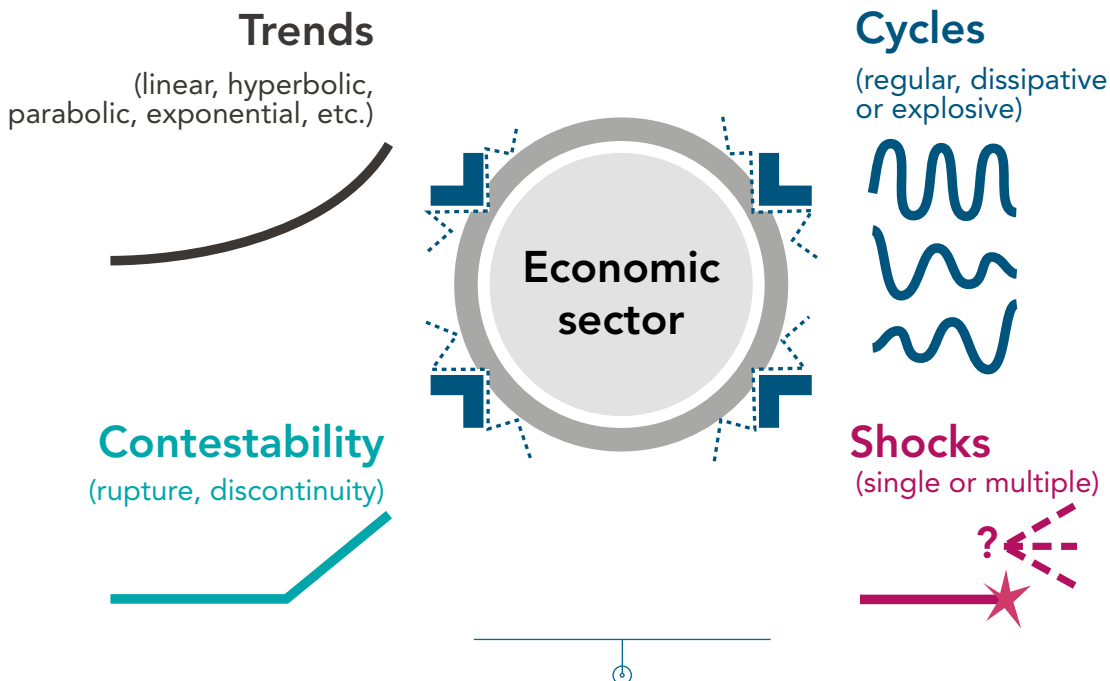 Trends
(linear, hyperbolic,
parabolic, exponential, etc.)
Cycles
(regular, dissipative
or explosive)
Economic
sector
Contestability
(rupture, discontinuity)
Shocks
(single or multiple)
?